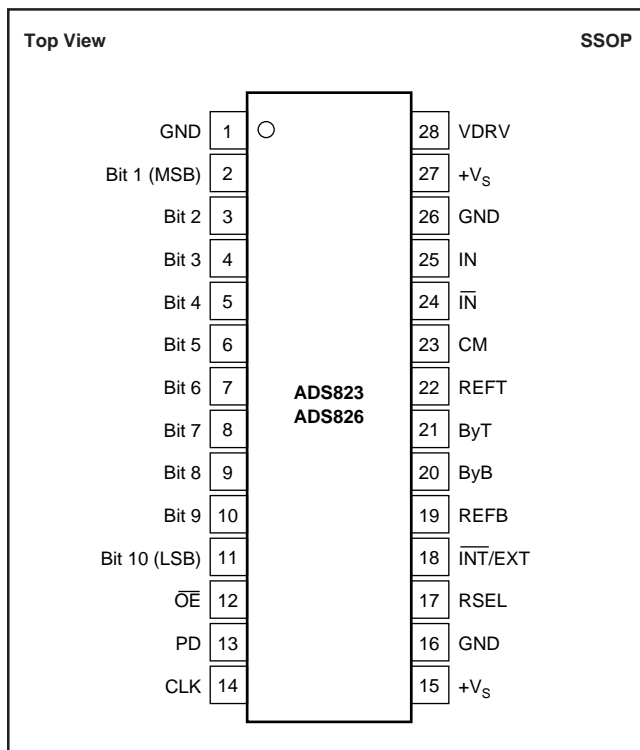 Top View SSOP
GND 1 28 VDRV
Bit 1 (MSB) 2 27 +VS
Bit 2 3 26 GND
Bit 3 4 25 IN
Bit 4 5 24 I̅N̅
Bit 5 6 23 CM
Bit 6 7 22 REFT
ADS823
ADS826
Bit 7 8 21 ByT
Bit 8 9 20 ByB
Bit 9 10 19 REFB
Bit 10 (LSB) 11 18 I̅N̅T̅/EXT
O̅E̅ 12 17 RSEL
PD 13 16 GND
CLK 14 15 +VS